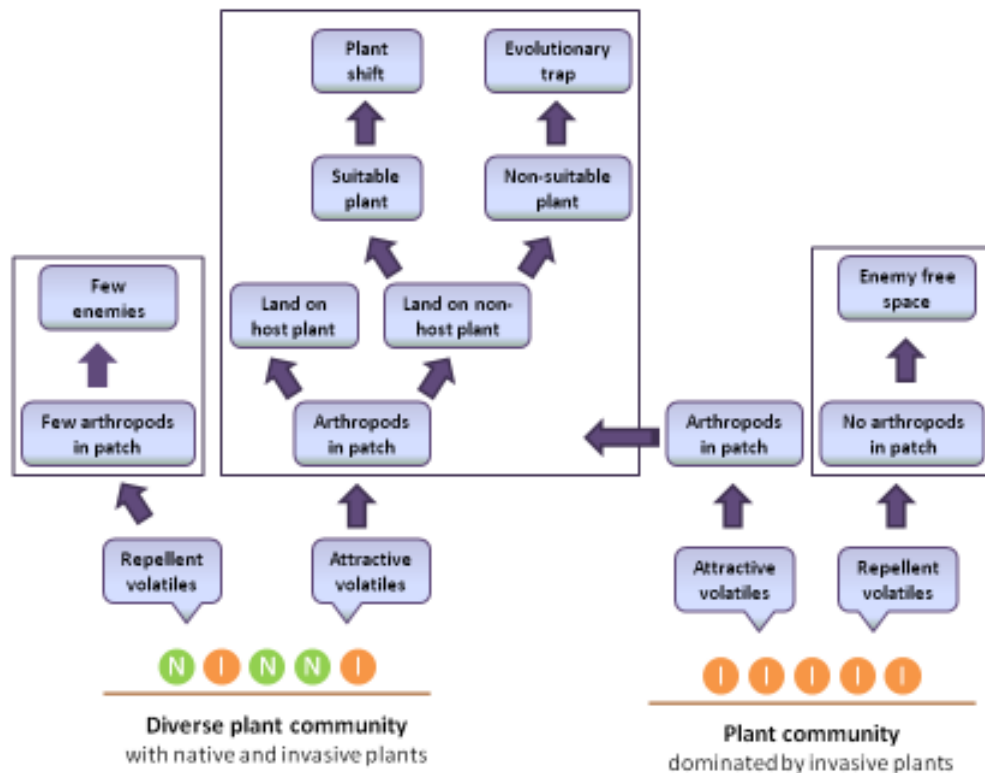 Plant
shift
Evolutionary
trap
Suitable
plant
Non-suitable
plant
Few
enemies
Land on
host plant
Land on non-
host plant
Enemy free
space
Few arthropods
in patch
Arthropods
in patch
Arthropods
in patch
No arthropods
in patch
Repellent
volatiles
Attractive
volatiles
Attractive
volatiles
Repellent
volatiles
N I N N I
I I I I I
Diverse plant community
with native and invasive plants
Plant community
dominated by invasive plants